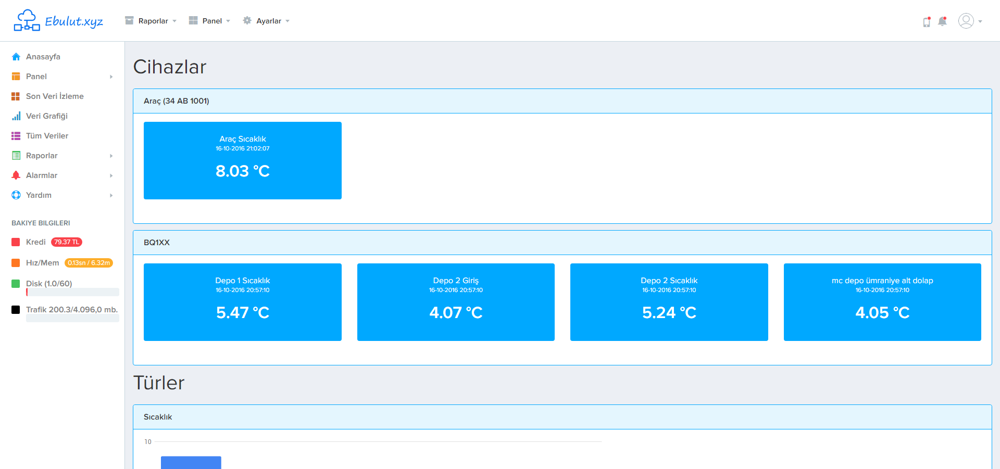 Ebulut.xyz
Raporlar
Panel
Ayarlar
Anasayfa
Panel
Son Veri İzleme
Veri Grafiği
Tüm Veriler
Raporlar
Alarmlar
Yardım
BAKIYE BILGILERI
Kredi 79.37 TL
Hız/Mem 0.13sn / 6.32m
Disk (1.0/60)
Trafik 200.3/4.096,0 mb.
Cihazlar
Araç (34 AB 1001)
Araç Sıcaklık
16-10-2016 21:02:07
8.03 °C
BQ1XX
Depo 1 Sıcaklık
16-10-2016 20:57:10
5.47 °C
Depo 2 Giriş
16-10-2016 20:57:10
4.07 °C
Depo 2 Sıcaklık
16-10-2016 20:57:10
5.24 °C
mc depo ümraniye alt dolap
16-10-2016 20:57:10
4.05 °C
Türler
Sıcaklık
10